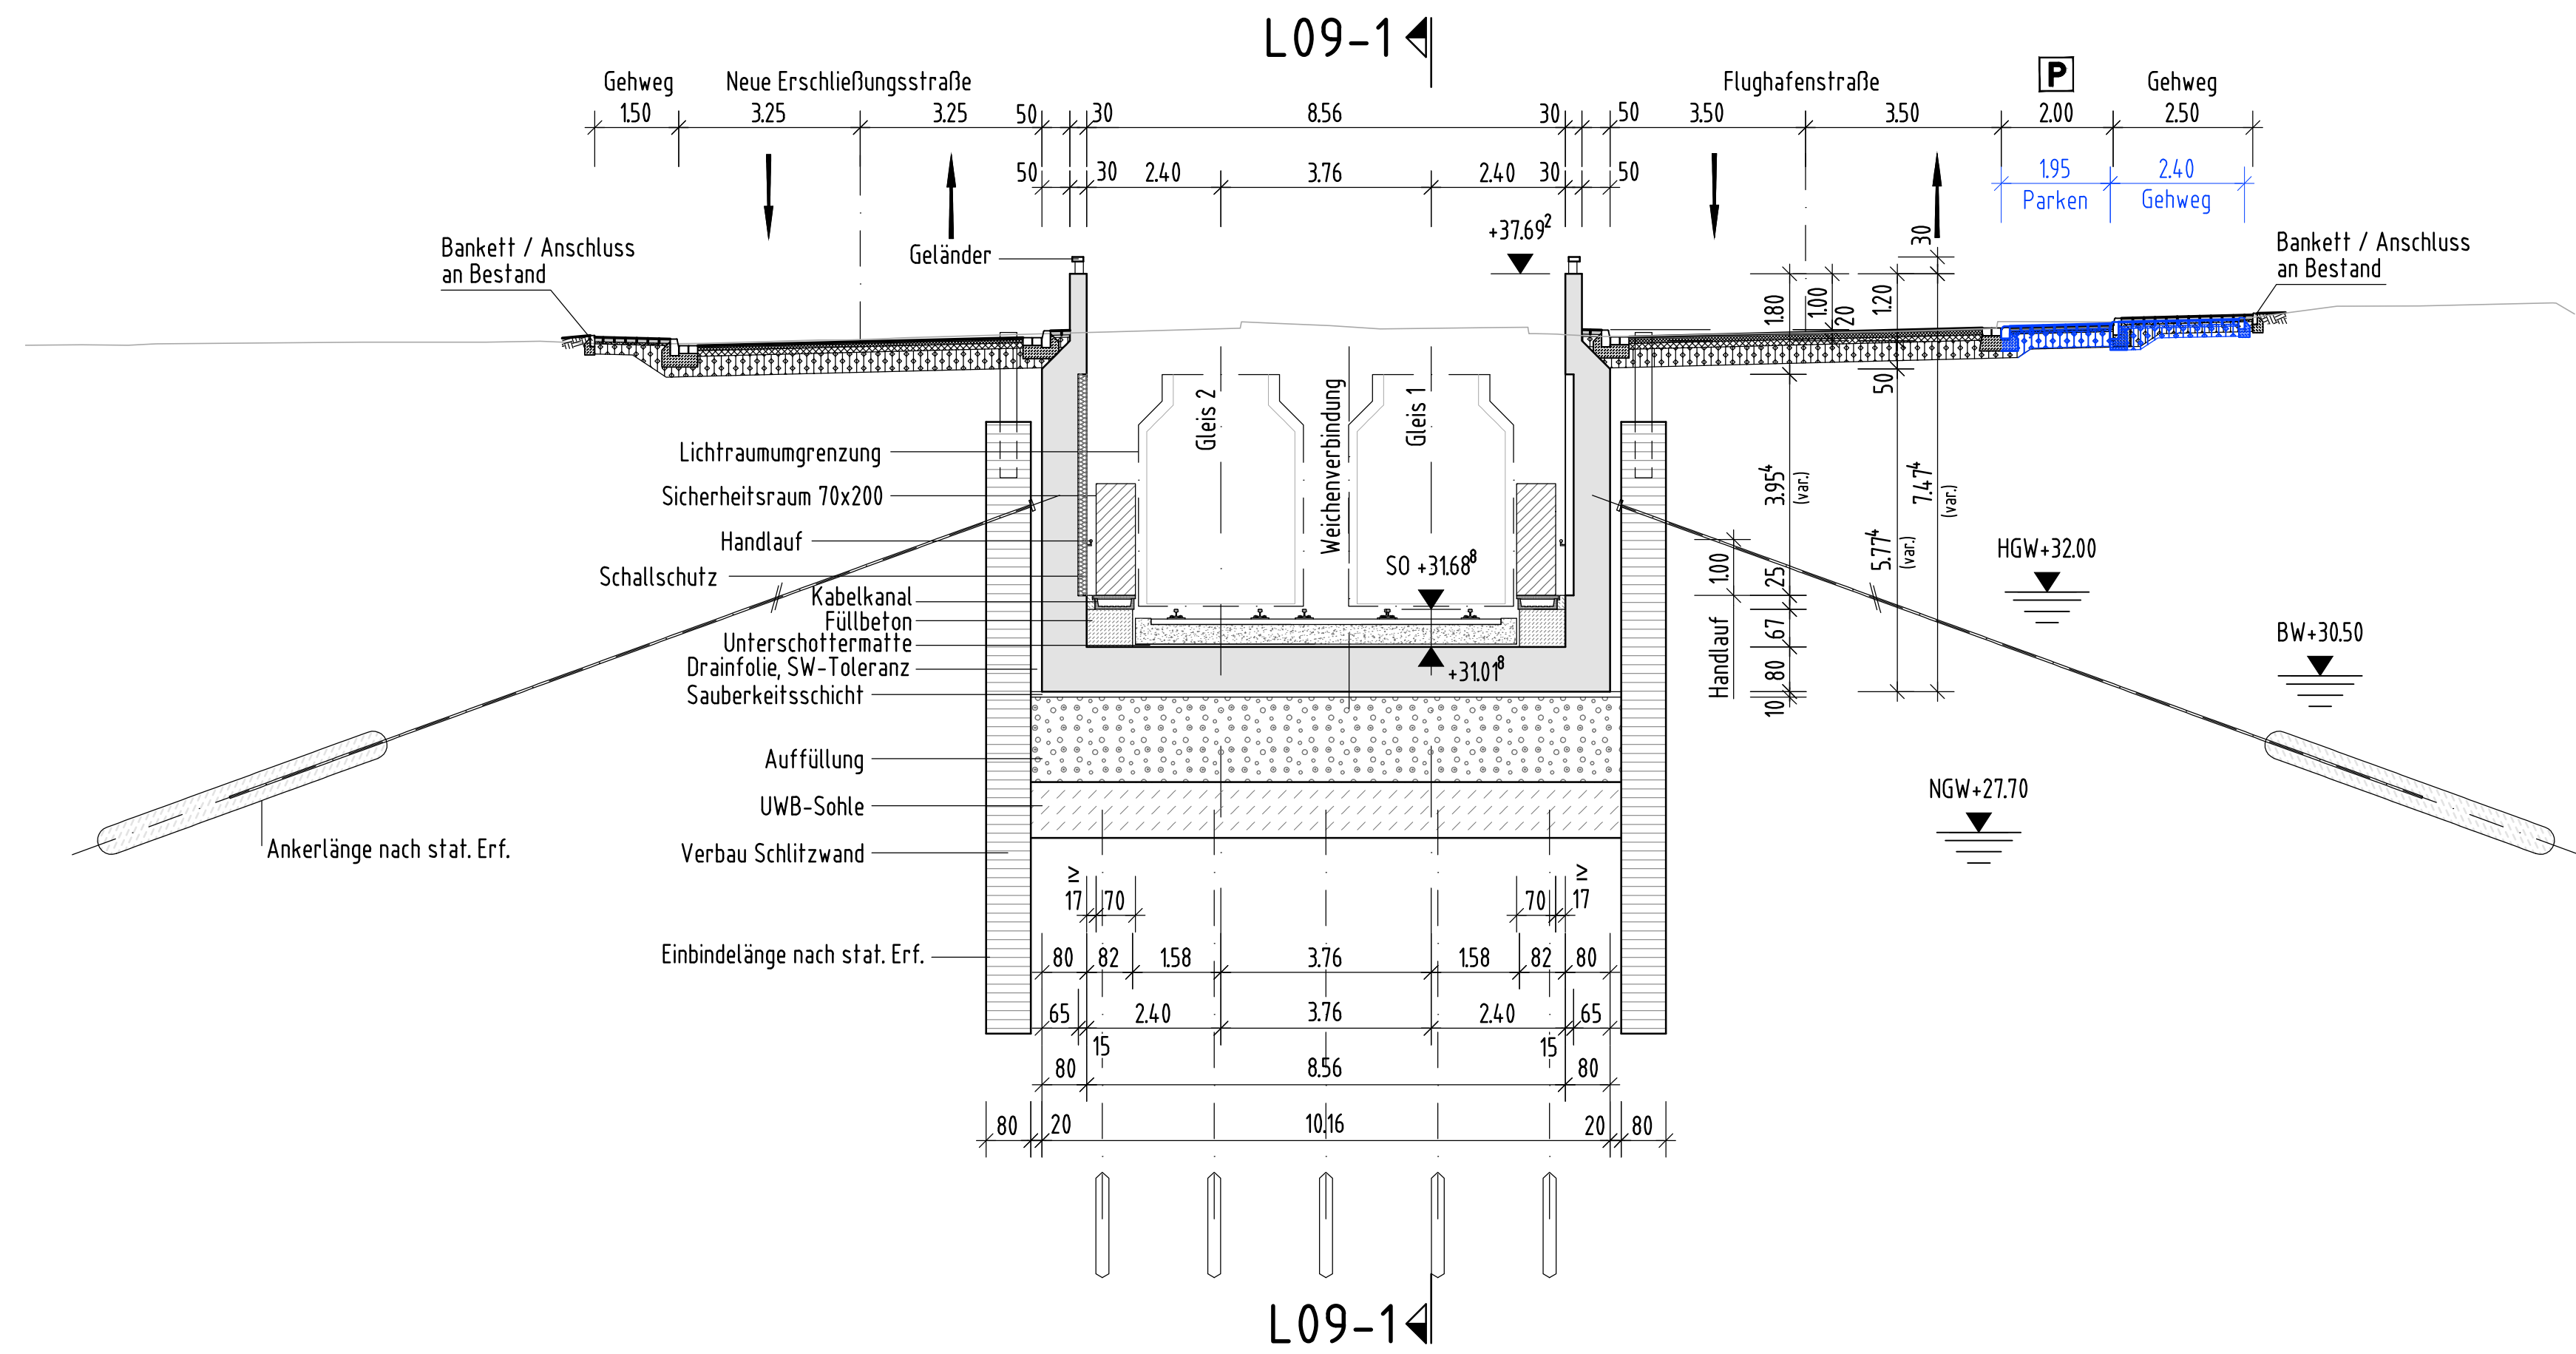 L09-1
Gehweg
Neue Erschließungsstraße
Flughafenstraße
P
Gehweg
1.50
3.25
3.25
50
30
8.56
30
50
3.50
3.50
2.00
2.50
50
30
2.40
3.76
2.40
30
50
1.95
2.40
Parken
Gehweg
Bankett / Anschluss
an Bestand
Geländer
+37.69²
30
Bankett / Anschluss
an Bestand
1.80
1.00
20
1.20
50
Gleis 2
Weichenverbindung
Gleis 1
Lichtraumumgrenzung
Sicherheitsraum 70x200
Handlauf
Schallschutz
Kabelkanal
Füllbeton
Unterschottermatte
Drainfolie, SW-Toleranz
Sauberkeitsschicht
3.95⁴
(var.)
7.47⁴
(var.)
5.77⁴
(var.)
SO +31.68⁸
+31.01⁸
1.00
Handlauf
25
67
80
10
HGW+32.00
BW+30.50
NGW+27.70
Auffüllung
UWB-Sohle
Verbau Schlitzwand
Ankerlänge nach stat. Erf.
Einbindelänge nach stat. Erf.
≥
17
70
70
≥
17
80
82
1.58
3.76
1.58
82
80
65
2.40
3.76
2.40
65
15
15
80
8.56
80
80
20
10.16
20
80
L09-1